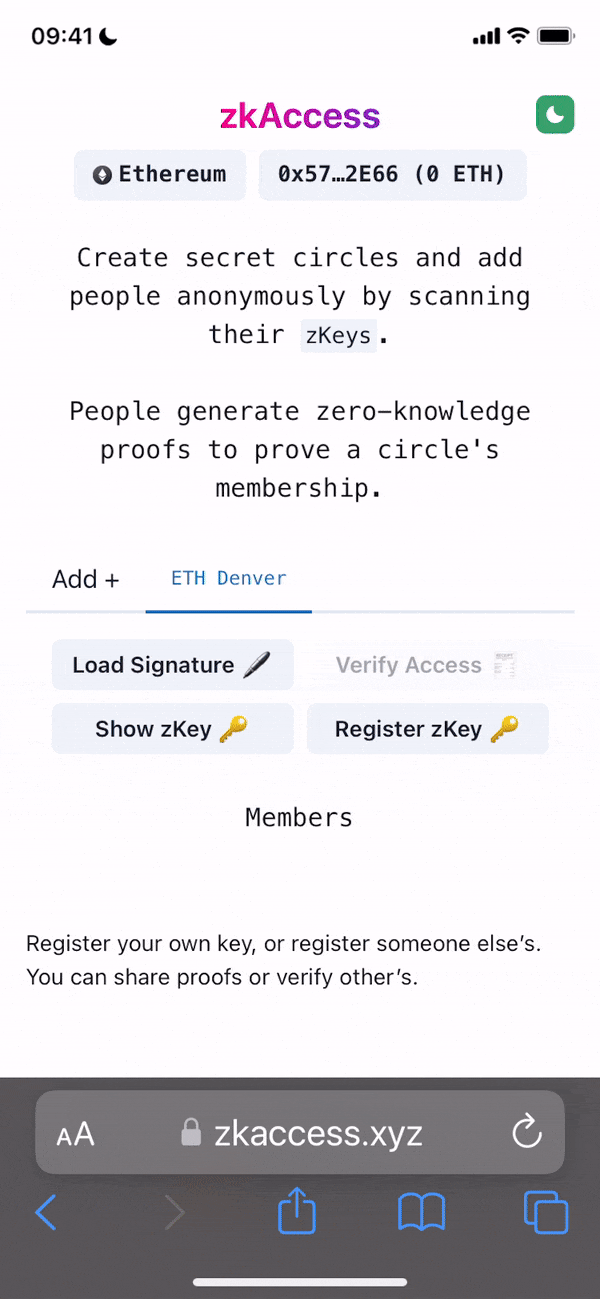 09:41
zkAccess
Ethereum
0x57…2E66 (0 ETH)
Create secret circles and add
people anonymously by scanning
their zKeys.
People generate zero-knowledge
proofs to prove a circle's
membership.
Add +
ETH Denver
Load Signature
Verify Access
Show zKey
Register zKey
Members
Register your own key, or register someone else’s.
You can share proofs or verify other’s.
AA
zkaccess.xyz